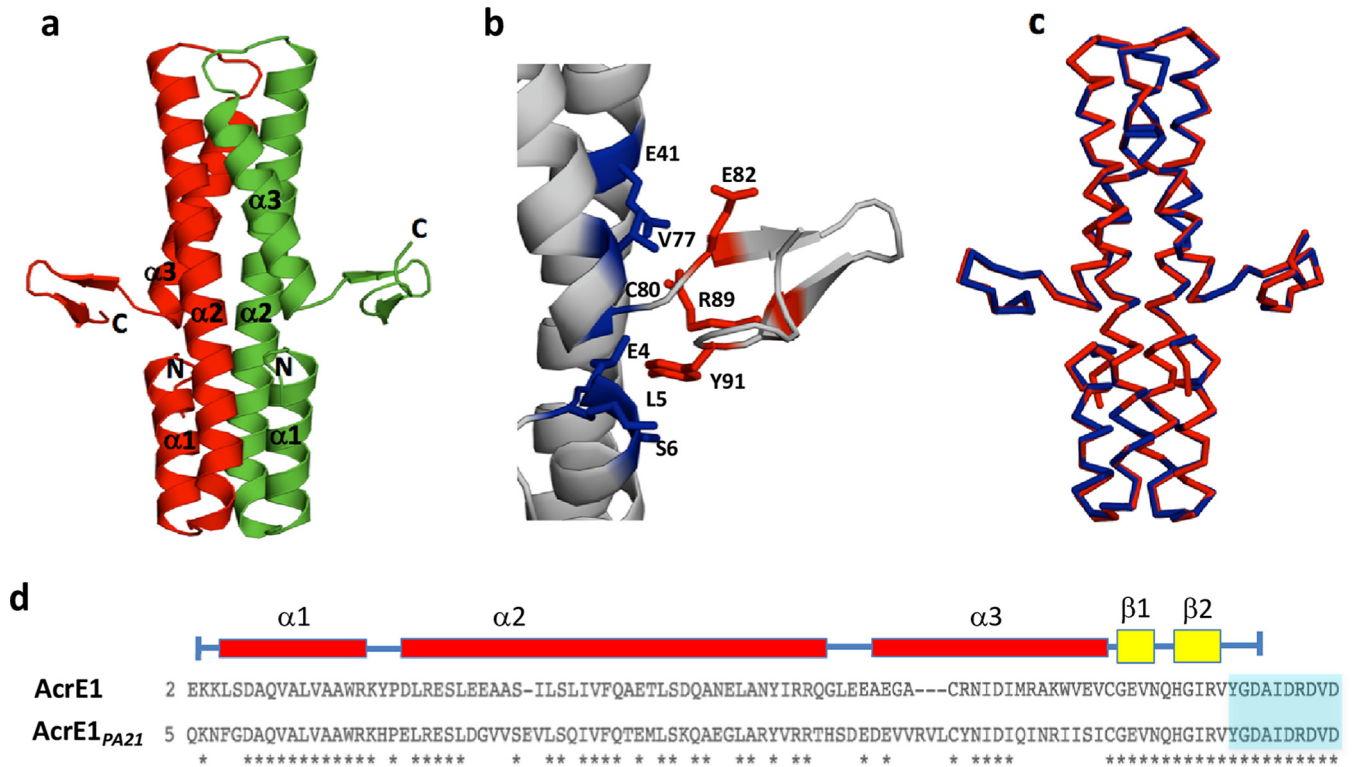 a
b
c
α3
C
α3
α2
α2
C
N
N
α1
α1
E41
E82
V77
C80
R89
E4
Y91
L5
S6
d
α1
α2
α3
β1
β2
AcrE1 2 EKKLSDAQVALVAAWRKYPDLRESLEEAAS-ILSLIVFQAETLSDQANELANYIRRQGLEEAEGA---CRNIDIMRAKWVEVCGEVNQHGIRVYGDAIDRDVD
AcrE1PA21 5 QKNFGDAQVALVAAWRKHPELRESLDGVVSEVLSQIVFQTEMLSKQAEGLARYVRRTHSDEDEVVRVLCYNIDIQINRIISICGEVNQHGIRVYGDAIDRDVD